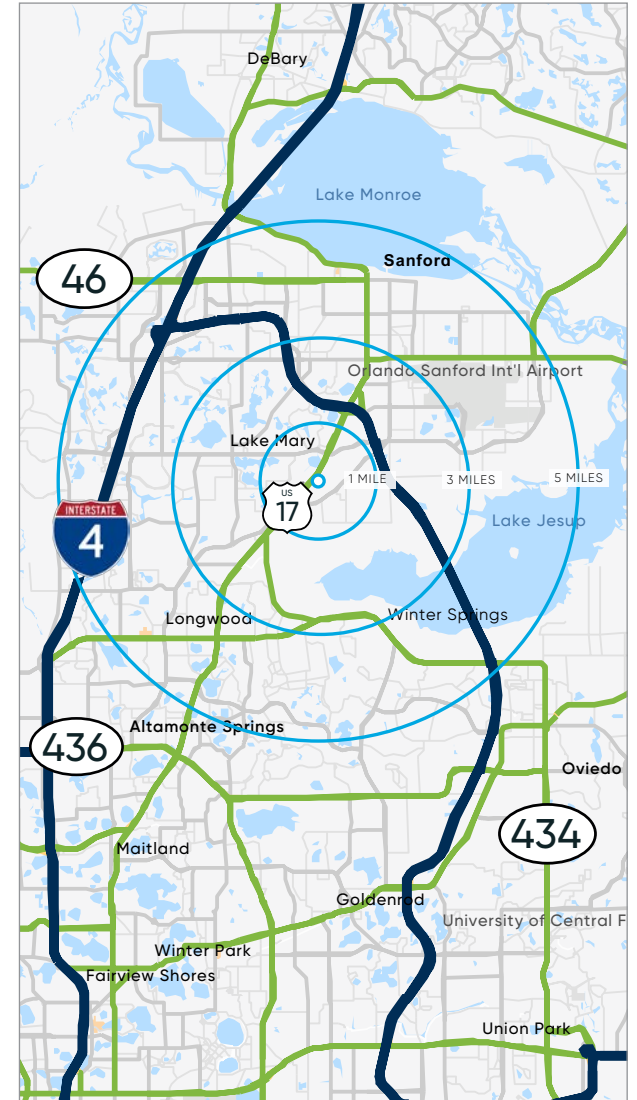 DeBary
Lake Monroe
Sanford
46
Orlando Sanford Int'l Airport
Lake Mary
1 MILE
3 MILES
5 MILES
US
17
INTERSTATE
4
Lake Jesup
Longwood
Winter Springs
Altamonte Springs
436
Oviedo
434
Maitland
Goldenrod
University of Central F
Winter Park
Fairview Shores
Union Park